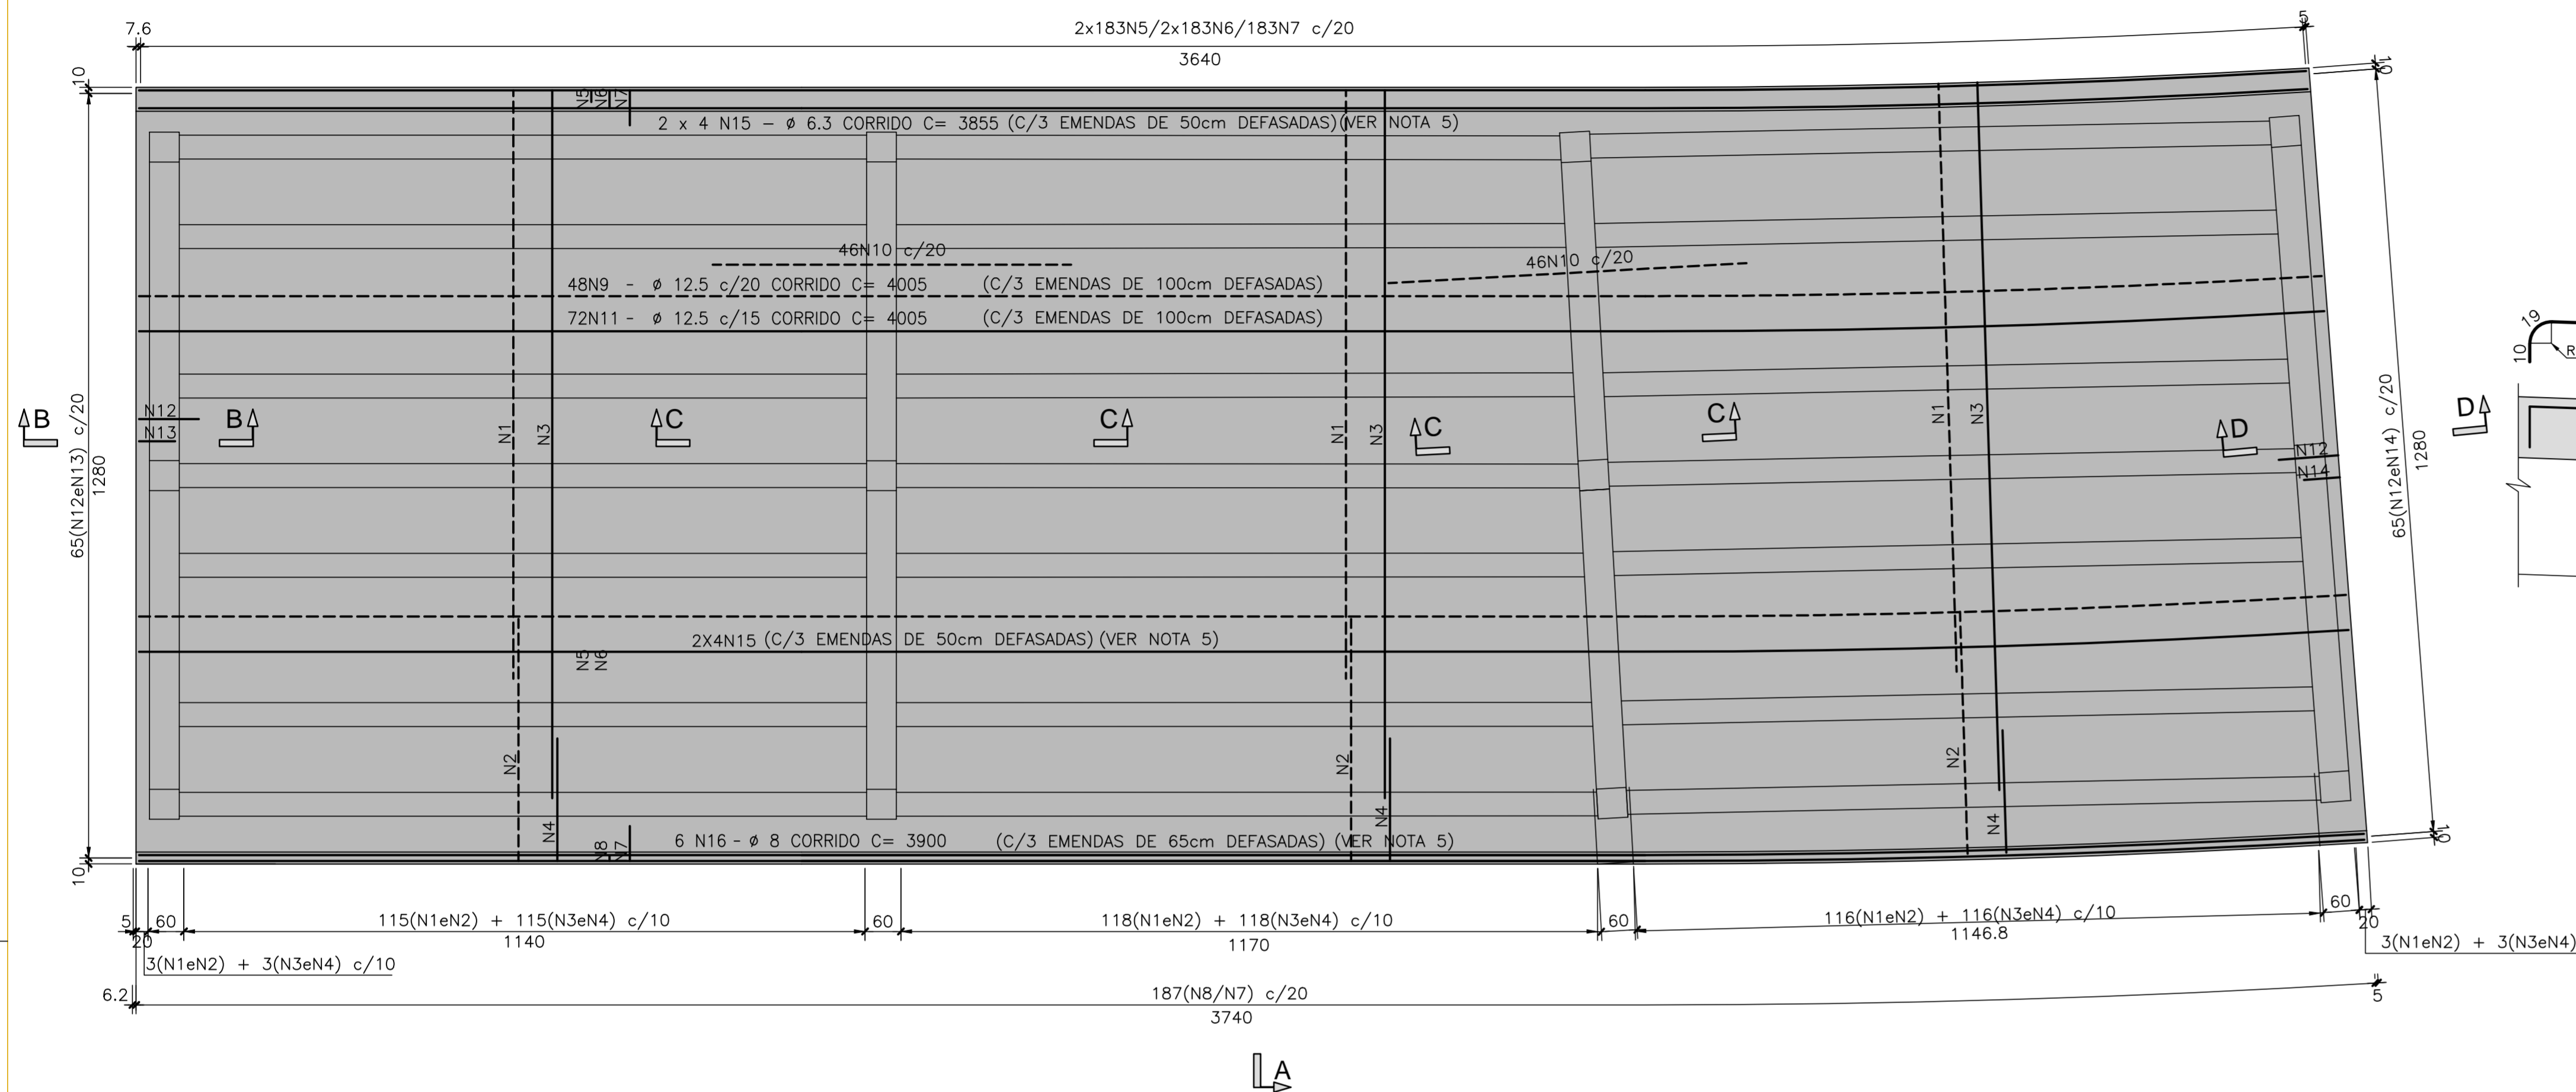 7.6
2x183N5/2x183N6/183N7 c/20
3640
5
10
10
N5
N6
N7
2 x 4 N15 – ø 6.3 CORRIDO C= 3855 (C/3 EMENDAS DE 50cm DEFASADAS)(VER NOTA 5)
46N10 c/20
46N10 c/20
48N9 - ø 12.5 c/20 CORRIDO C= 4005 (C/3 EMENDAS DE 100cm DEFASADAS)
72N11 - ø 12.5 c/15 CORRIDO C= 4005 (C/3 EMENDAS DE 100cm DEFASADAS)
19
10
R
65(N12eN13) c/20
1280
B
N12
N13
B
N1
N3
C
C
N1
N3
C
C
N1
N3
D
N12
N14
65(N12eN14) c/20
1280
D
2X4N15 (C/3 EMENDAS DE 50cm DEFASADAS) (VER NOTA 5)
N5
N6
N2
N2
N2
N4
N4
N4
6 N16 - ø 8 CORRIDO C= 3900 (C/3 EMENDAS DE 65cm DEFASADAS) (VER NOTA 5)
N8
N7
10
10
5
20
60
115(N1eN2) + 115(N3eN4) c/10
1140
60
118(N1eN2) + 118(N3eN4) c/10
1170
60
116(N1eN2) + 116(N3eN4) c/10
1146.8
60
20
3(N1eN2) + 3(N3eN4) c/10
3(N1eN2) + 3(N3eN4)
6.2
187(N8/N7) c/20
3740
5
A